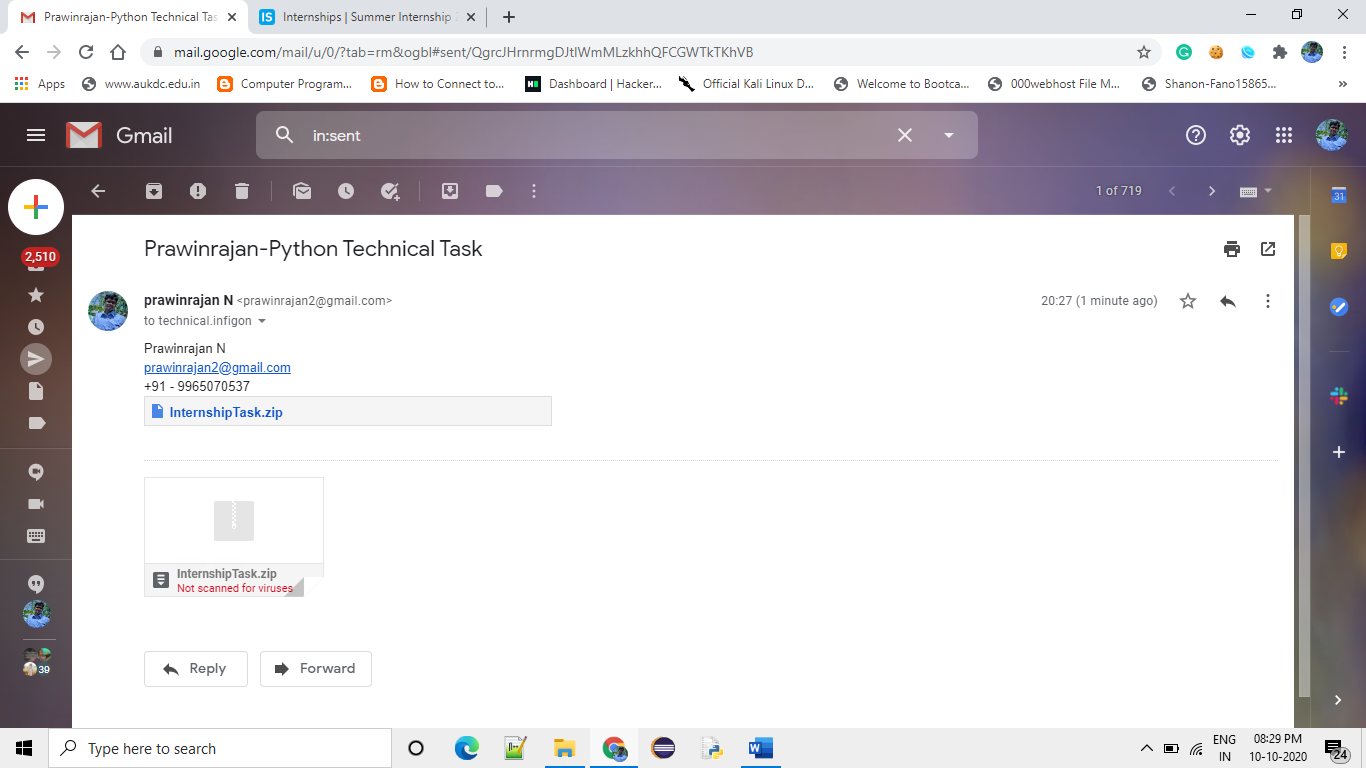 Prawinrajan-Python Technical Tas
IS Internships | Summer Internship
mail.google.com/mail/u/0/?tab=rm&ogbl#sent/QgrcJHrnrmgDJtlWmMLzkhhQFCGWTkTKhVB
Apps www.aukdc.edu.in Computer Program... How to Connect to... Dashboard | Hacker... Official Kali Linux D... Welcome to Bootca... 000webhost File M... Shanon-Fano15865... »
Gmail in:sent
1 of 719
31
2,510
Prawinrajan-Python Technical Task
prawinrajan N <prawinrajan2@gmail.com> 20:27 (1 minute ago)
to technical.infigon
Prawinrajan N
prawinrajan2@gmail.com
+91 - 9965070537
InternshipTask.zip
InternshipTask.zip
Not scanned for viruses
39
Reply Forward
Type here to search
ENG 08:29 PM
IN 10-10-2020 24